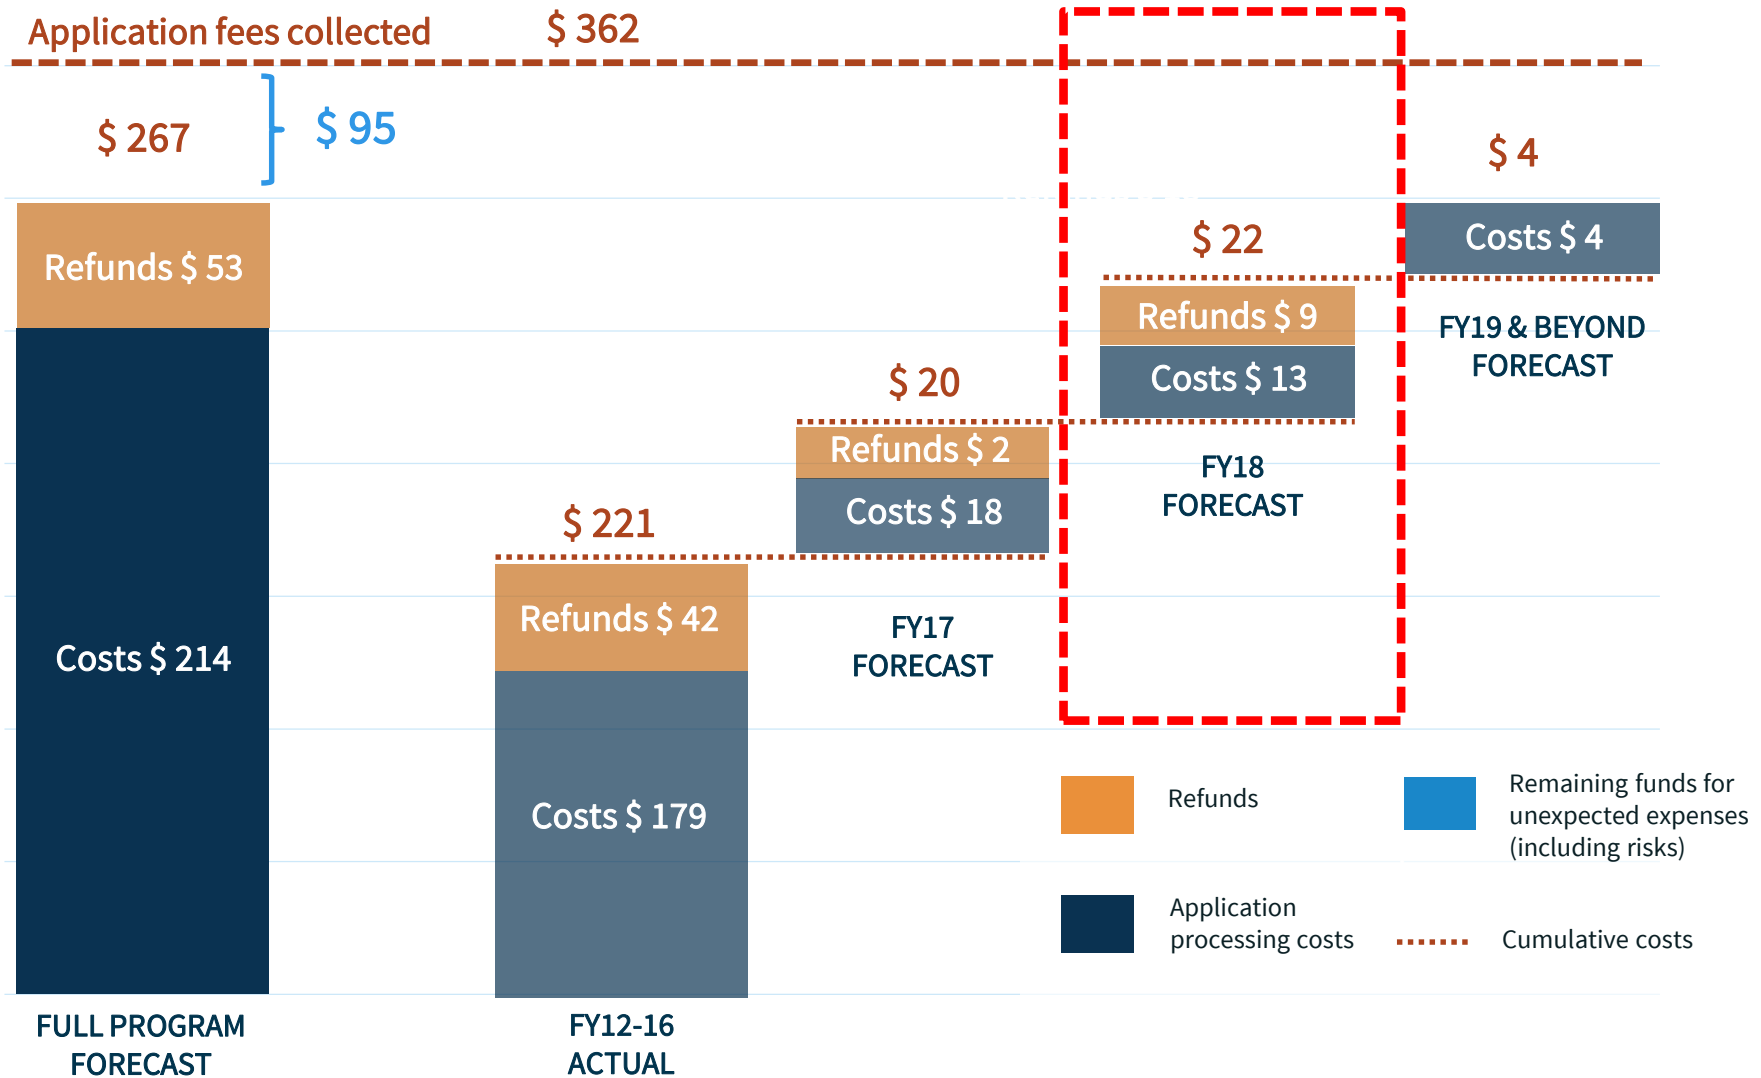 Application fees collected $ 362
$ 267
$ 95
$ 4
Refunds $ 53
$ 22
Costs $ 4
Refunds $ 9
Costs $ 13
FY19 & BEYOND
FORECAST
$ 20
Refunds $ 2
Costs $ 18
FY18
FORECAST
$ 221
Refunds $ 42
Costs $ 179
FY17
FORECAST
Costs $ 214
Refunds
Remaining funds for
unexpected expenses
(including risks)
Application
processing costs
Cumulative costs
FULL PROGRAM
FORECAST
FY12-16
ACTUAL